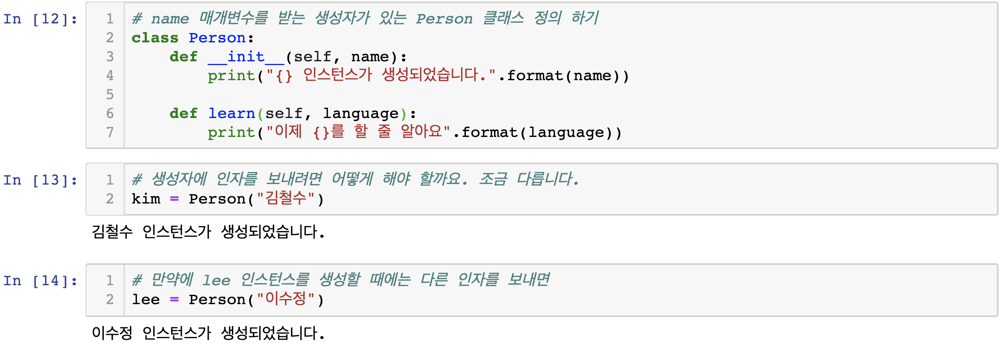 In [12]:
1 # name 매개변수를 받는 생성자가 있는 Person 클래스 정의 하기
2 class Person:
3     def __init__(self, name):
4         print("{} 인스턴스가 생성되었습니다.".format(name))
5
6     def learn(self, language):
7         print("이제 {}를 할 줄 알아요".format(language))
In [13]:
1 # 생성자에 인자를 보내려면 어떻게 해야 할까요. 조금 다릅니다.
2 kim = Person("김철수")
김철수 인스턴스가 생성되었습니다.
In [14]:
1 # 만약에 lee 인스턴스를 생성할 때에는 다른 인자를 보내면
2 lee = Person("이수정")
이수정 인스턴스가 생성되었습니다.